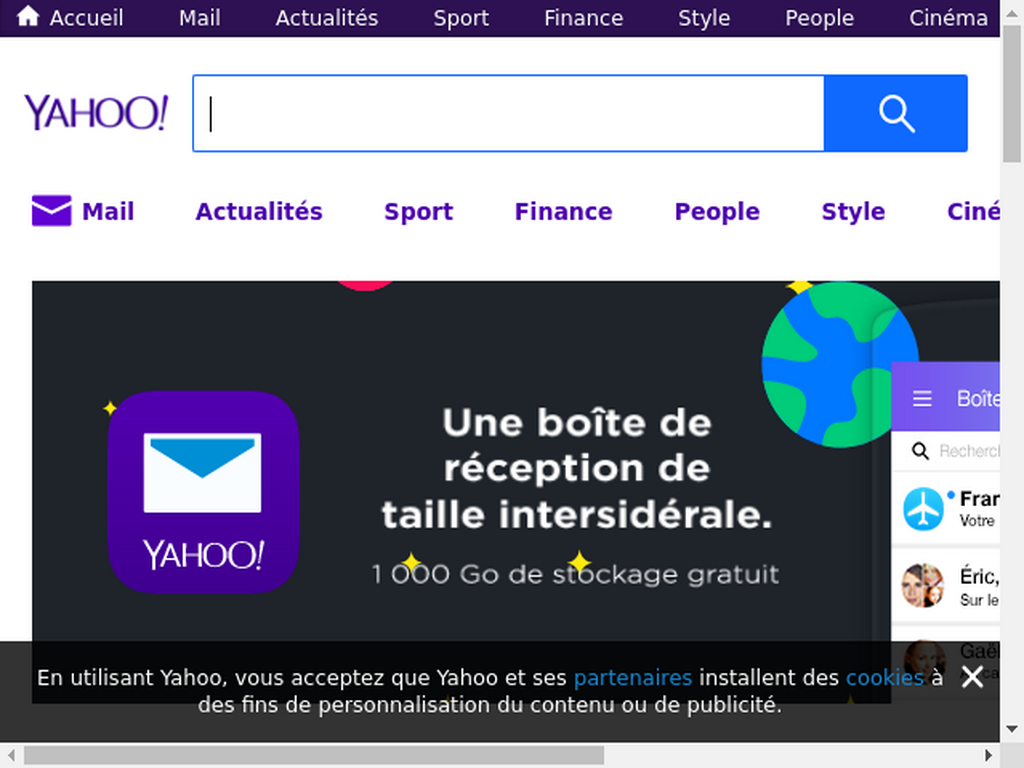 Accueil Mail Actualités Sport Finance Style People Cinéma
YAHOO!
Mail Actualités Sport Finance People Style Ciné
Une boîte de
réception de
taille intersidérale.
1 000 Go de stockage gratuit
YAHOO!
Boîte
Recherch
Fran
Votre
Éric,
Sur le
Gaël
En utilisant Yahoo, vous acceptez que Yahoo et ses partenaires installent des cookies à
des fins de personnalisation du contenu ou de publicité.